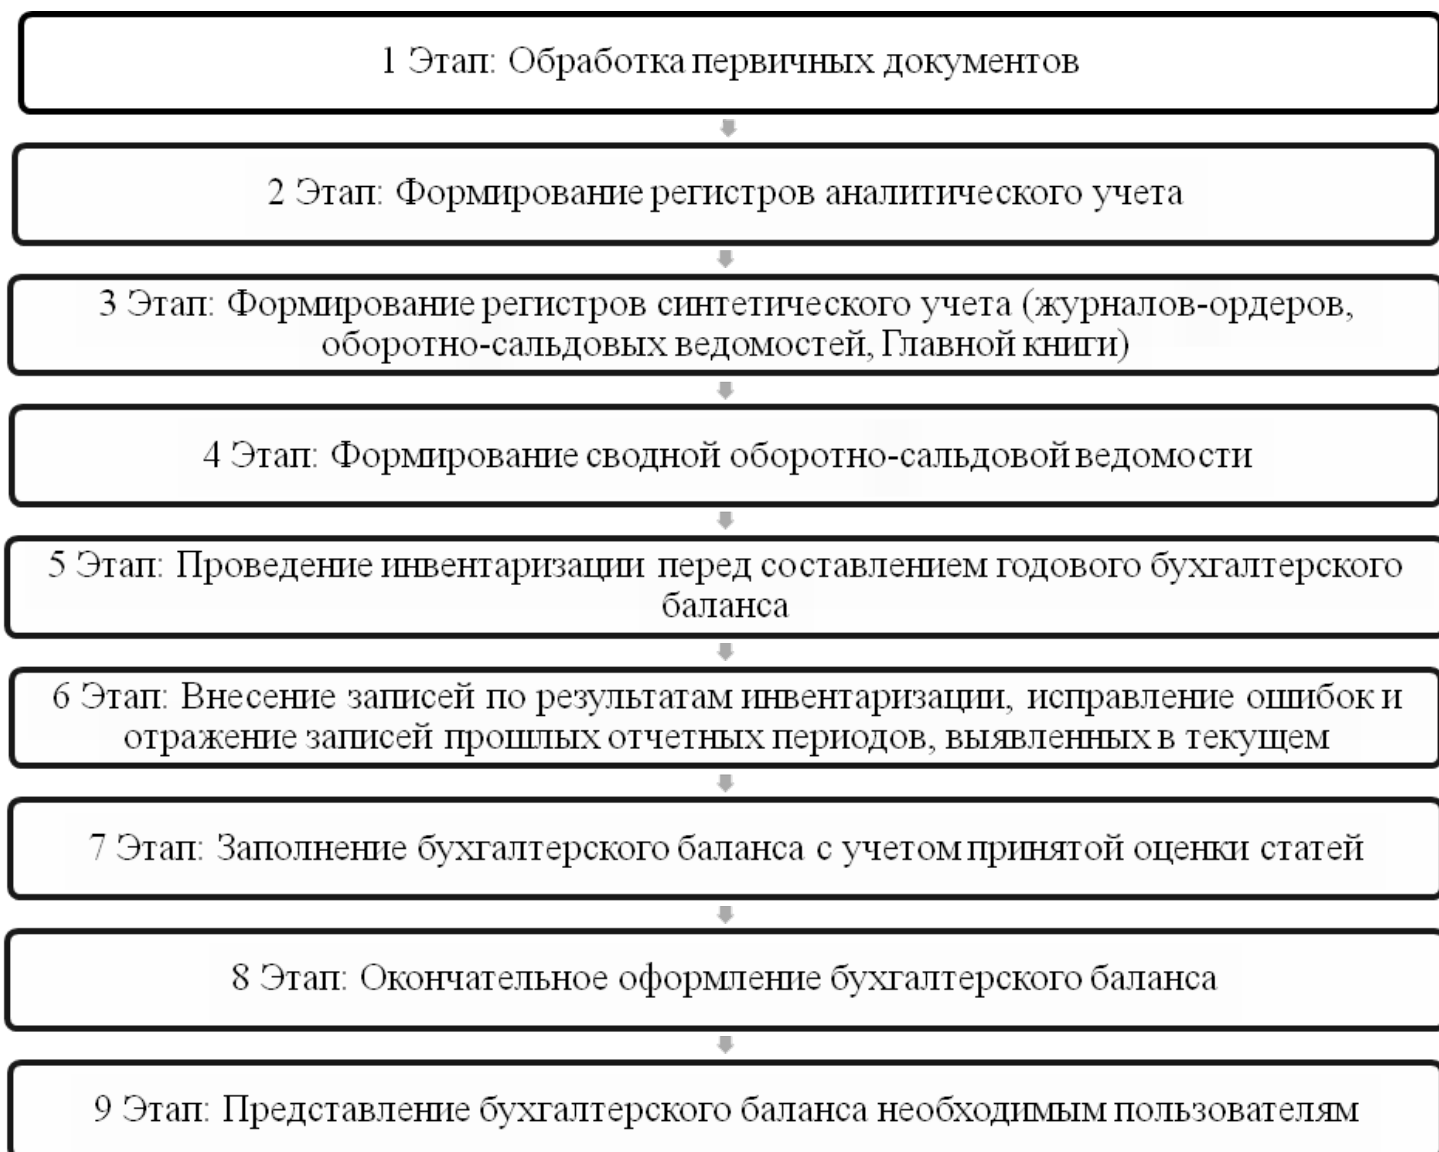 1 Этап: Обработка первичных документов
2 Этап: Формирование регистров аналитического учета
3 Этап: Формирование регистров синтетического учета (журналов-ордеров,
оборотно-сальдовых ведомостей, Главной книги)
4 Этап: Формирование сводной оборотно-сальдовой ведомости
5 Этап: Проведение инвентаризации перед составлением годового бухгалтерского
баланса
6 Этап: Внесение записей по результатам инвентаризации, исправление ошибок и
отражение записей прошлых отчетных периодов, выявленных в текущем
7 Этап: Заполнение бухгалтерского баланса с учетом принятой оценки статей
8 Этап: Окончательное оформление бухгалтерского баланса
9 Этап: Представление бухгалтерского баланса необходимым пользователям